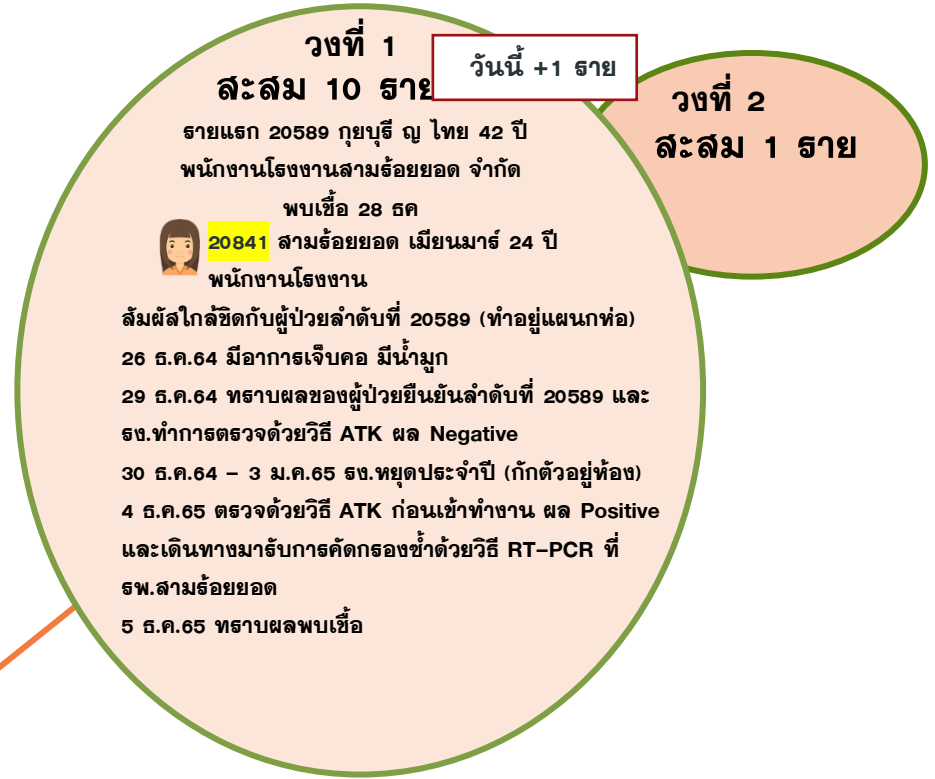 วงที่ 1
สะสม 10 ราย
วันนี้ +1 ราย
รายแรก 20589 กุยบุรี ญ ไทย 42 ปี
พนักงานโรงงานสามร้อยยอด จำกัด
พบเชื้อ 28 ธค
20841 สามร้อยยอด เมียนมาร์ 24 ปี
พนักงานโรงงาน
สัมผัสใกล้ชิดกับผู้ป่วยลำดับที่ 20589 (ทำอยู่แผนกห่อ)
26 ธ.ค.64 มีอาการเจ็บคอ มีน้ำมูก
29 ธ.ค.64 ทราบผลของผู้ป่วยยืนยันลำดับที่ 20589 และ
รง.ทำการตรวจด้วยวิธี ATK ผล Negative
30 ธ.ค.64 – 3 ม.ค.65 รง.หยุดประจำปี (กักตัวอยู่ห้อง)
4 ธ.ค.65 ตรวจด้วยวิธี ATK ก่อนเข้าทำงาน ผล Positive
และเดินทางมารับการคัดกรองซ้ำด้วยวิธี RT-PCR ที่
รพ.สามร้อยยอด
5 ธ.ค.65 ทราบผลพบเชื้อ
วงที่ 2
สะสม 1 ราย